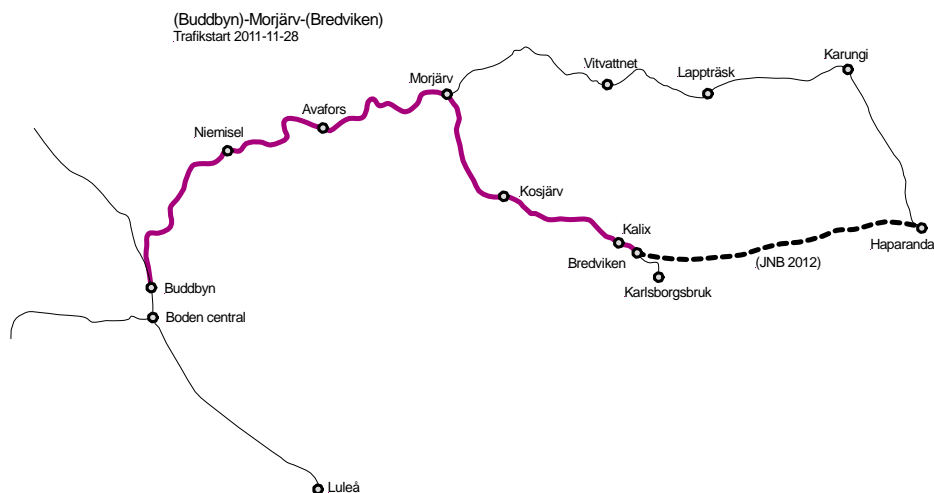 (Buddbyn)-Morjärv-(Bredviken)
Trafikstart 2011-11-28
Karungi
Vitvattnet
Lappträsk
Morjärv
Avafors
Niemisel
Kosjärv
Kalix
Haparanda
Bredviken
(JNB 2012)
Buddbyn
Karlsborgsbruk
Boden central
Luleå